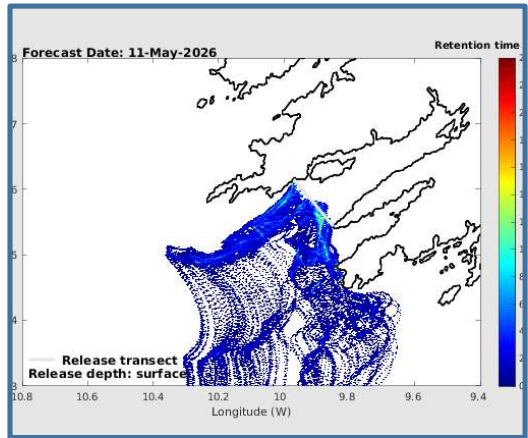 Forecast Date: 11-May-2026
Retention time
8
7
6
5
4
3
Release transect
Release depth: surface
10.8 10.6 10.4 10.2 10 9.8 9.6 9.4
Longitude (W)